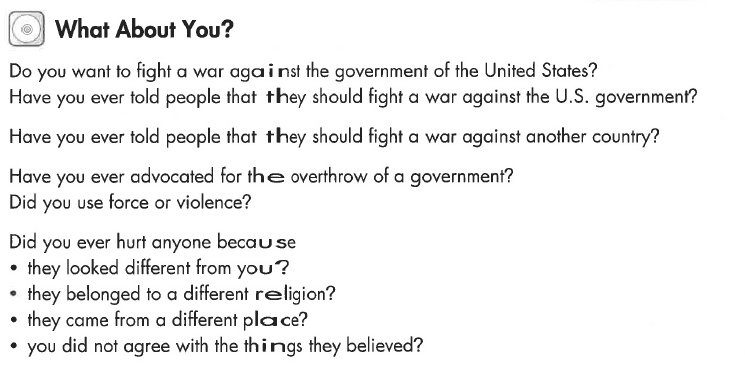 What About You?
Do you want to fight a war against the government of the United States?
Have you ever told people that they should fight a war against the U.S. government?
Have you ever told people that they should fight a war against another country?
Have you ever advocated for the overthrow of a government?
Did you use force or violence?
Did you ever hurt anyone because
• they looked different from you?
• they belonged to a different religion?
• they came from a different place?
• you did not agree with the things they believed?